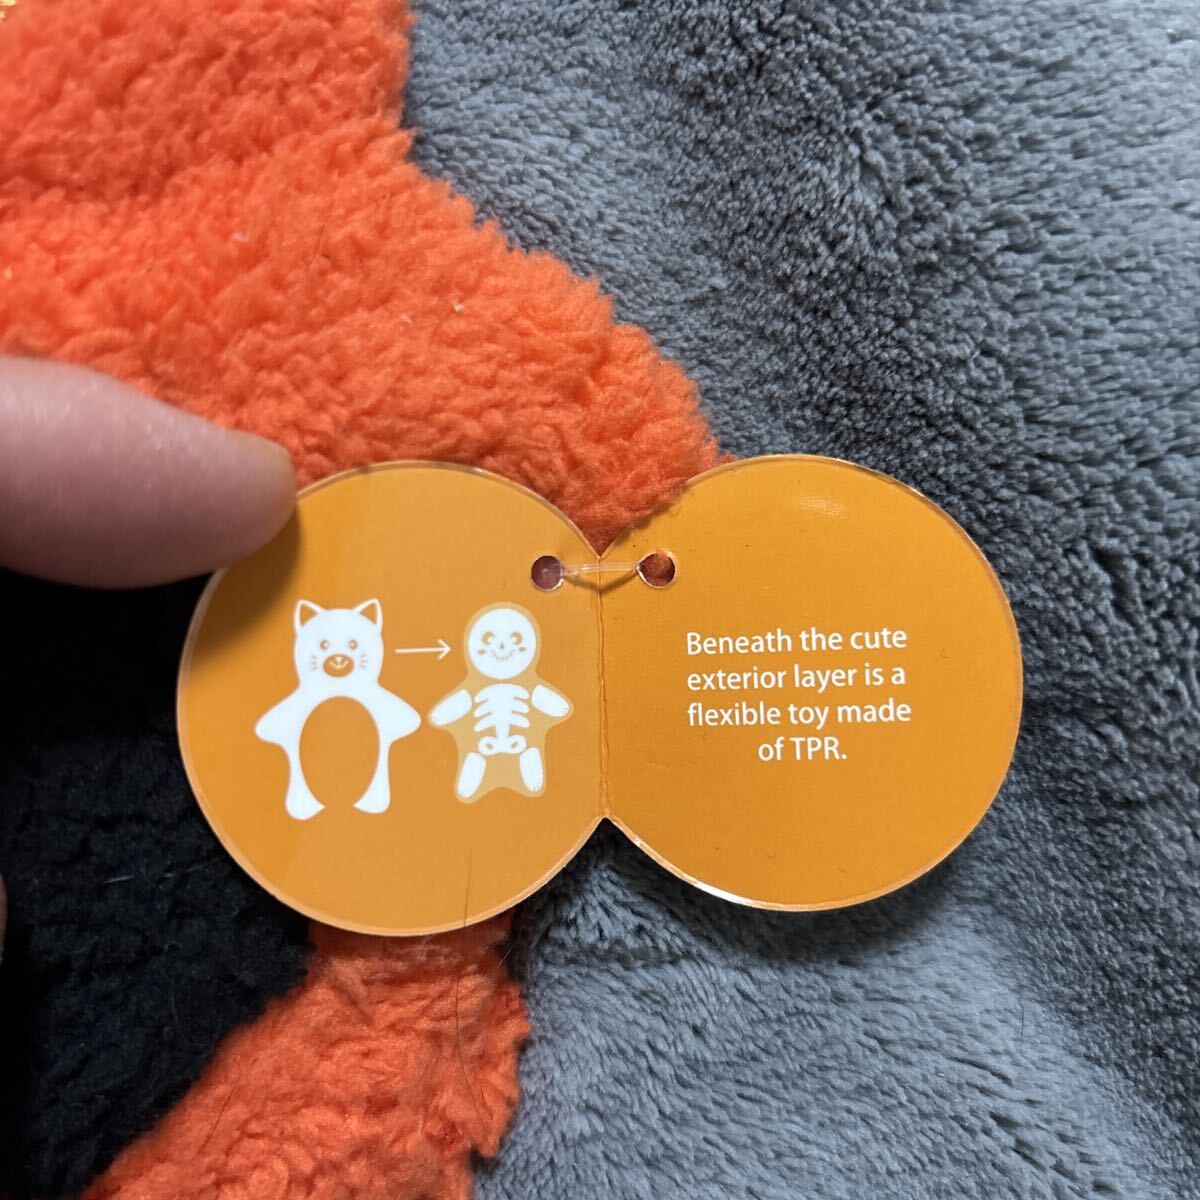 Beneath the cute
exterior layer is a
flexible toy made
of TPR.